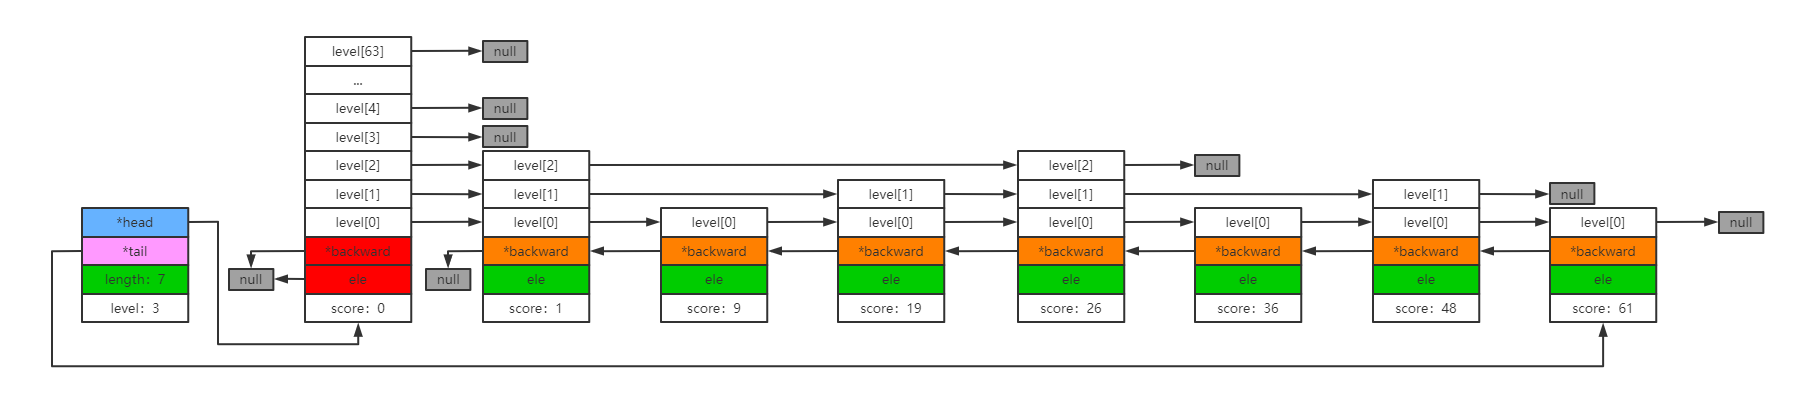 level[63]
null
...
level[4]
null
level[3]
null
level[2]
level[2]
level[2]
null
level[1]
level[1]
level[1]
level[1]
level[1]
null
*head
level[0]
level[0]
level[0]
level[0]
level[0]
level[0]
level[0]
level[0]
null
*tail
*backward
*backward
*backward
*backward
*backward
*backward
*backward
*backward
length: 7
null
ele
null
ele
ele
ele
ele
ele
ele
ele
level: 3
score: 0
score: 1
score: 9
score: 19
score: 26
score: 36
score: 48
score: 61